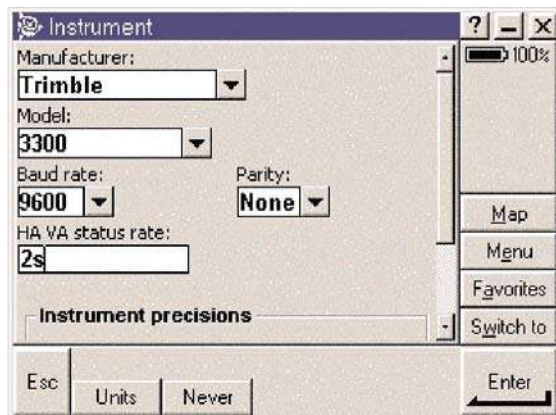 Instrument ? – X
Manufacturer: 100%
Trimble
Model:
3300
Baud rate: Parity:
9600 None
HA VA status rate:
2s
Instrument precisions
Map
Menu
Favorites
Switch to
Esc Units Never Enter